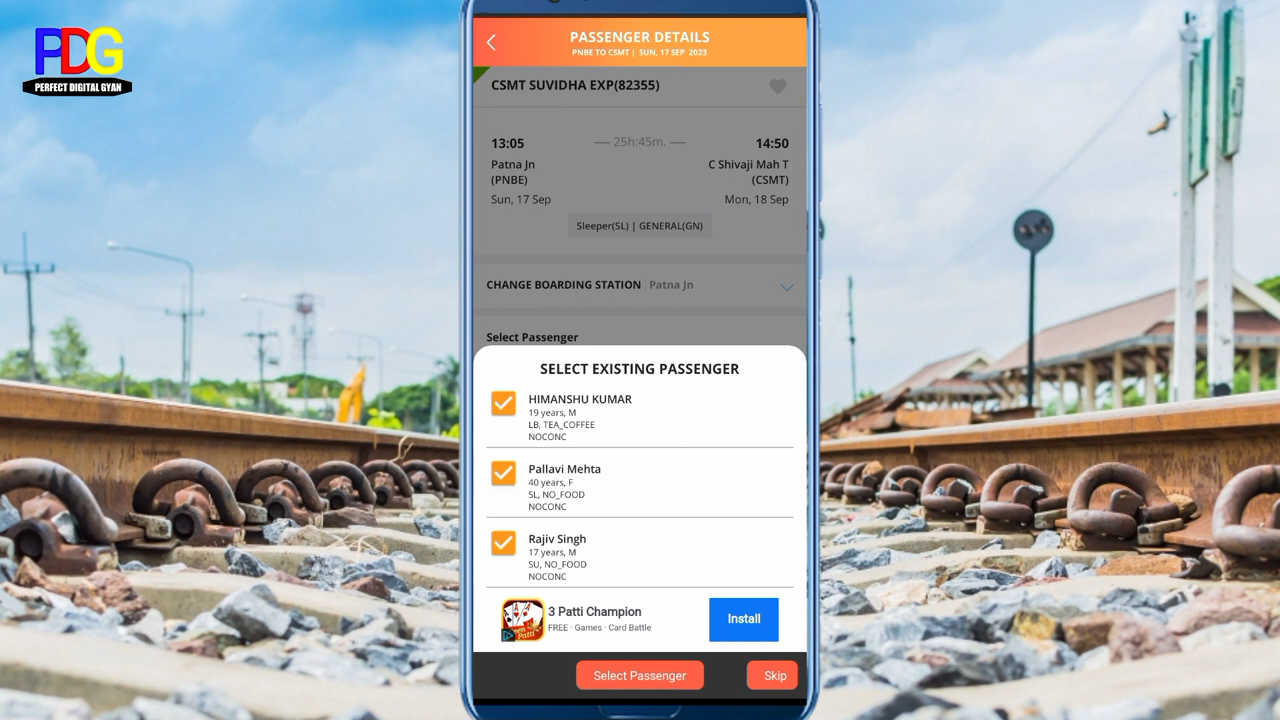 PDG
PERFECT DIGITAL GYAN
PASSENGER DETAILS
PNBE TO CSMT | SUN, 17 SEP 2023
CSMT SUVIDHA EXP(82355)
13:05 — 25h:45m. — 14:50
Patna Jn C Shivaji Mah T
(PNBE) (CSMT)
Sun, 17 Sep Mon, 18 Sep
Sleeper(SL) | GENERAL(GN)
CHANGE BOARDING STATION | Patna Jn
Select Passenger
SELECT EXISTING PASSENGER
HIMANSHU KUMAR
19 years, M
LB, TEA_COFFEE
NOCONC
Pallavi Mehta
40 years, F
SL, NO_FOOD
NOCONC
Rajiv Singh
17 years, M
SU, NO_FOOD
NOCONC
3 Patti Champion
FREE · Games · Card Battle
Install
Select Passenger Skip